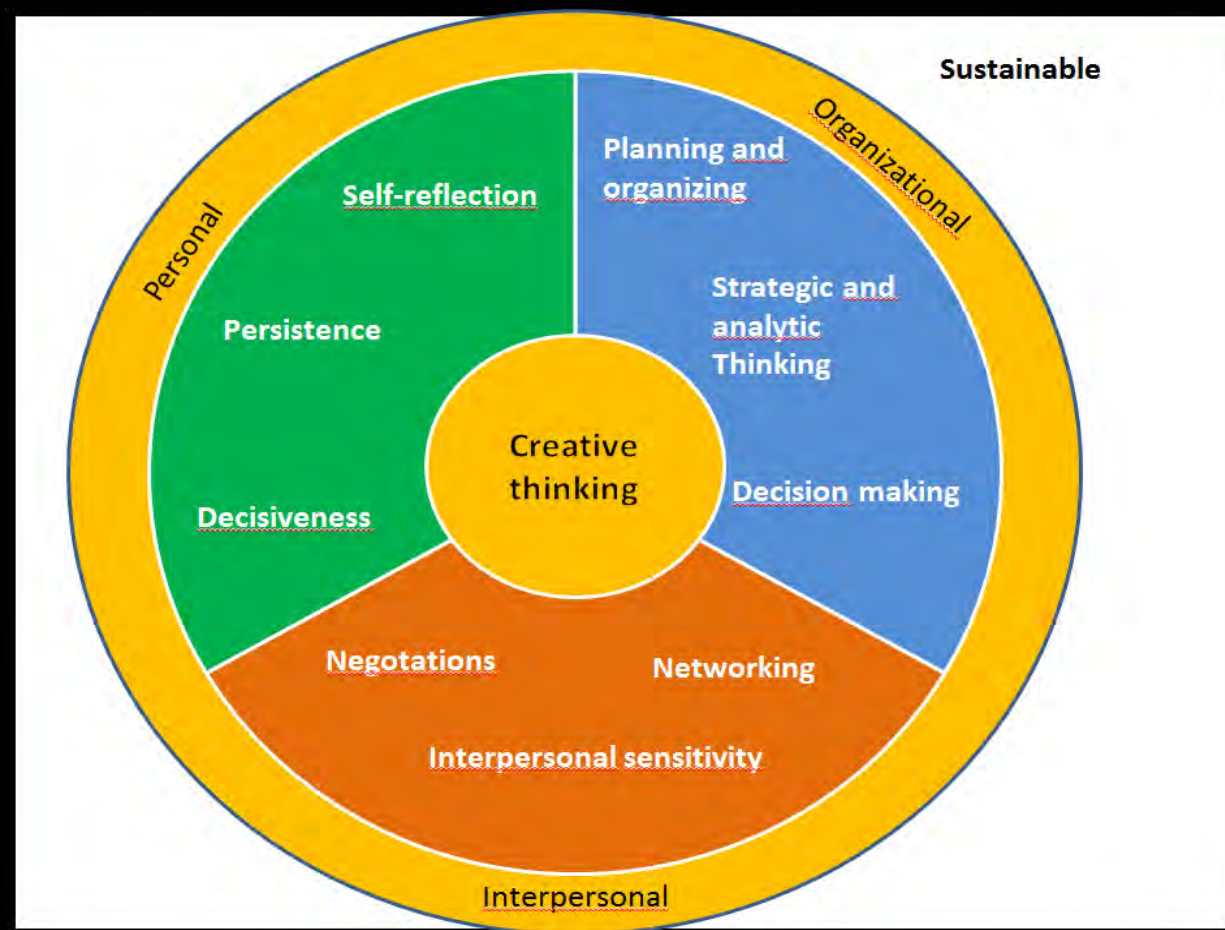 Sustainable
Organizational
Personal
Planning and
organizing
Self-reflection
Strategic and
analytic
Thinking
Persistence
Creative
thinking
Decision making
Decisiveness
Negotations
Networking
Interpersonal sensitivity
Interpersonal